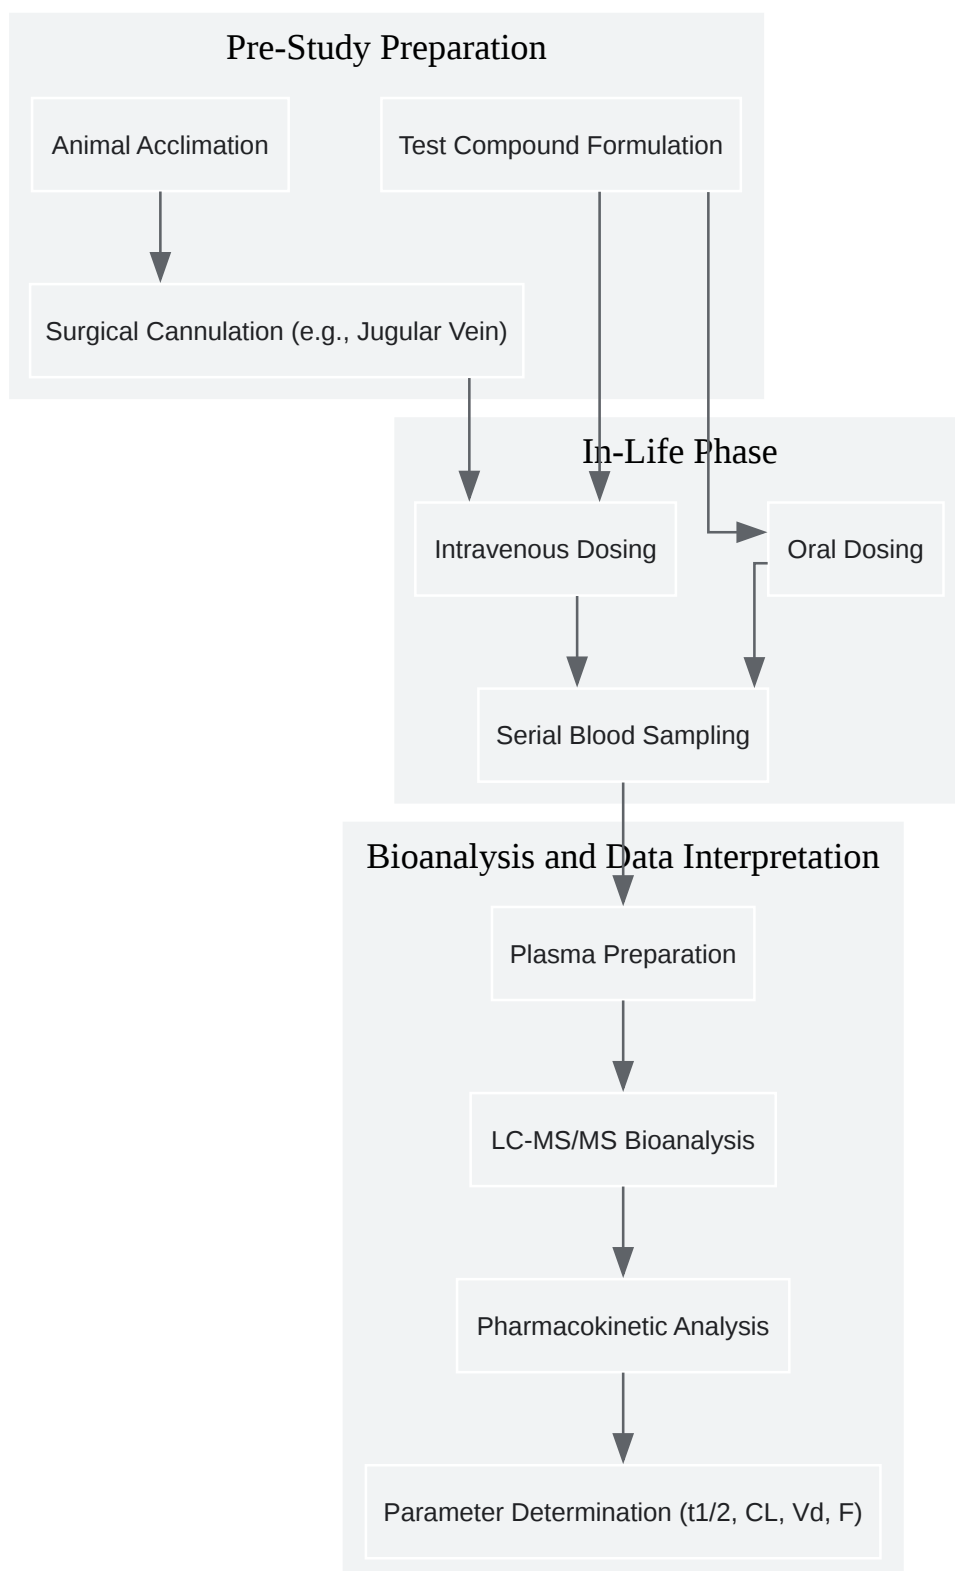 Pre-Study Preparation
Animal Acclimation
Test Compound Formulation
Surgical Cannulation (e.g., Jugular Vein)
In-Life Phase
Intravenous Dosing
Oral Dosing
Serial Blood Sampling
Bioanalysis and Data Interpretation
Plasma Preparation
LC-MS/MS Bioanalysis
Pharmacokinetic Analysis
Parameter Determination (t1/2, CL, Vd, F)